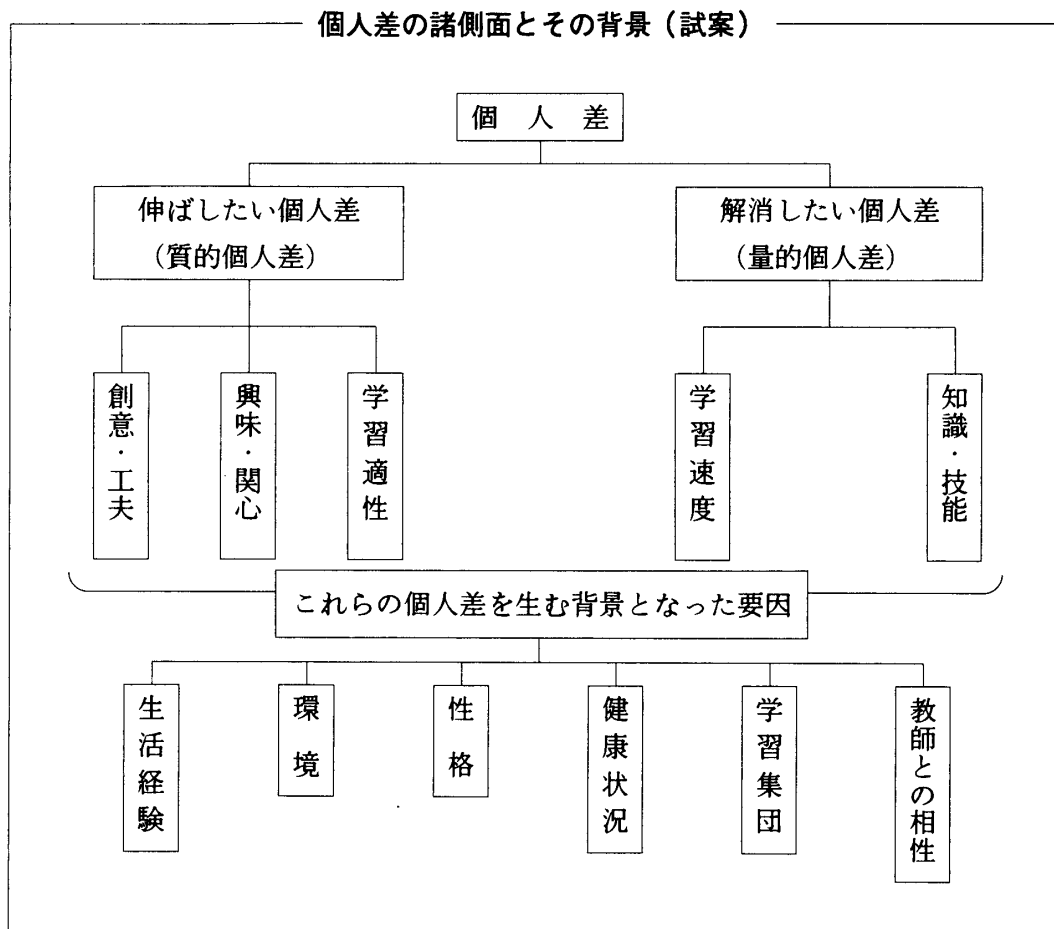 個人差の諸側面とその背景（試案）
個人差
伸ばしたい個人差
（質的個人差）
解消したい個人差
（量的個人差）
創意・工夫
興味・関心
学習適性
学習速度
知識・技能
これらの個人差を生む背景となった要因
生活経験
環境
性格
健康状況
学習集団
教師との相性